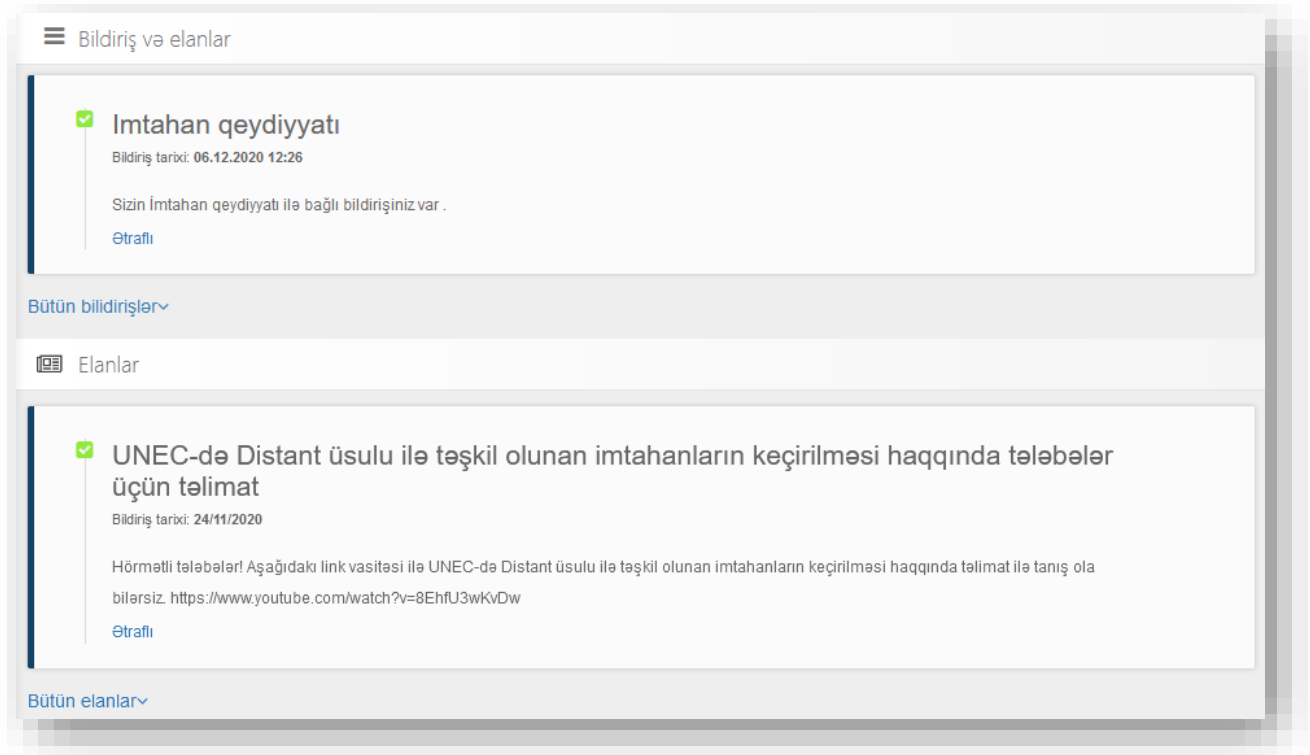 Bildiriş və elanlar
Imtahan qeydiyyatı
Bildiriş tarixi: 06.12.2020 12:26
Sizin İmtahan qeydiyyatı ilə bağlı bildirişiniz var .
Ətraflı
Bütün bilidirişlər
Elanlar
UNEC-də Distant üsulu ilə təşkil olunan imtahanların keçirilməsi haqqında tələbələr
üçün təlimat
Bildiriş tarixi: 24/11/2020
Hörmətli tələbələr! Aşağıdakı link vasitəsi ilə UNEC-də Distant üsulu ilə təşkil olunan imtahanların keçirilməsi haqqında təlimat ilə tanış ola
bilərsiz. https://www.youtube.com/watch?v=8EhfU3wKvDw
Ətraflı
Bütün elanlar